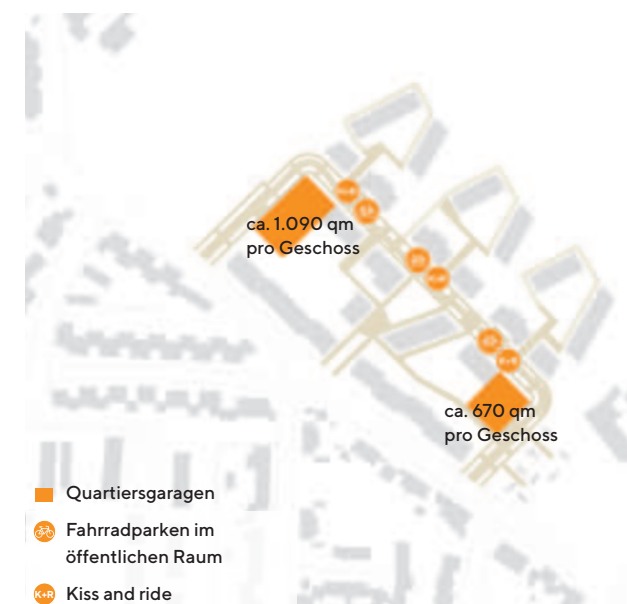 ca. 1.090 qm
pro Geschoss
ca. 670 qm
pro Geschoss
Quartiersgaragen
Fahrradparken im
öffentlichen Raum
K+R
Kiss and ride
K+R